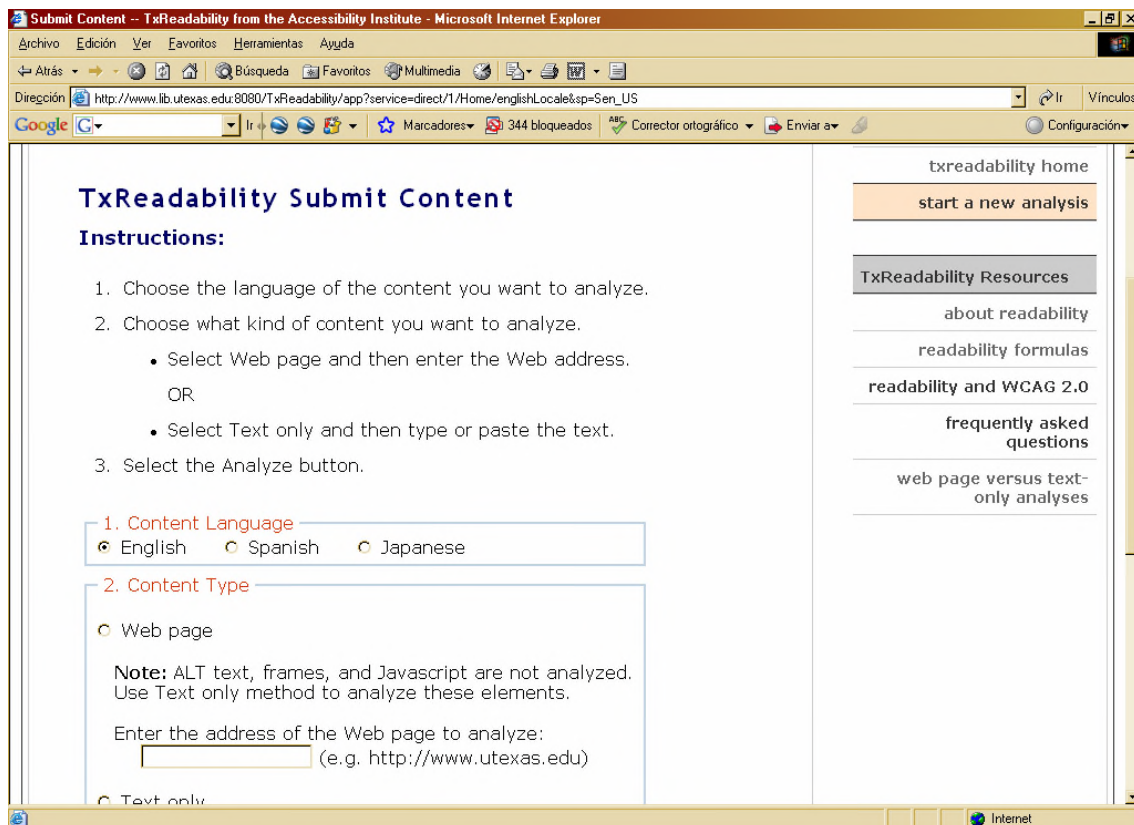 Submit Content -- TxReadability from the Accessibility Institute - Microsoft Internet Explorer
Archivo Edición Ver Favoritos Herramientas Ayuda
Atrás Búsqueda Favoritos Multimedia
Dirección http://www.lib.utexas.edu:8080/TxReadability/app?service=direct/1/Home/englishLocale&sp=Sen_US Ir Vínculos
Google G Ir Marcadores 344 bloqueados ABC Corrector ortográfico Enviar a Configuración
txreadability home
start a new analysis
TxReadability Submit Content
Instructions:
1. Choose the language of the content you want to analyze.
2. Choose what kind of content you want to analyze.
• Select Web page and then enter the Web address.
OR
• Select Text only and then type or paste the text.
3. Select the Analyze button.
TxReadability Resources
about readability
readability formulas
readability and WCAG 2.0
frequently asked
questions
web page versus text-
only analyses
1. Content Language
English Spanish Japanese
2. Content Type
Web page
Note: ALT text, frames, and Javascript are not analyzed.
Use Text only method to analyze these elements.
Enter the address of the Web page to analyze:
(e.g. http://www.utexas.edu)
Text only
Internet